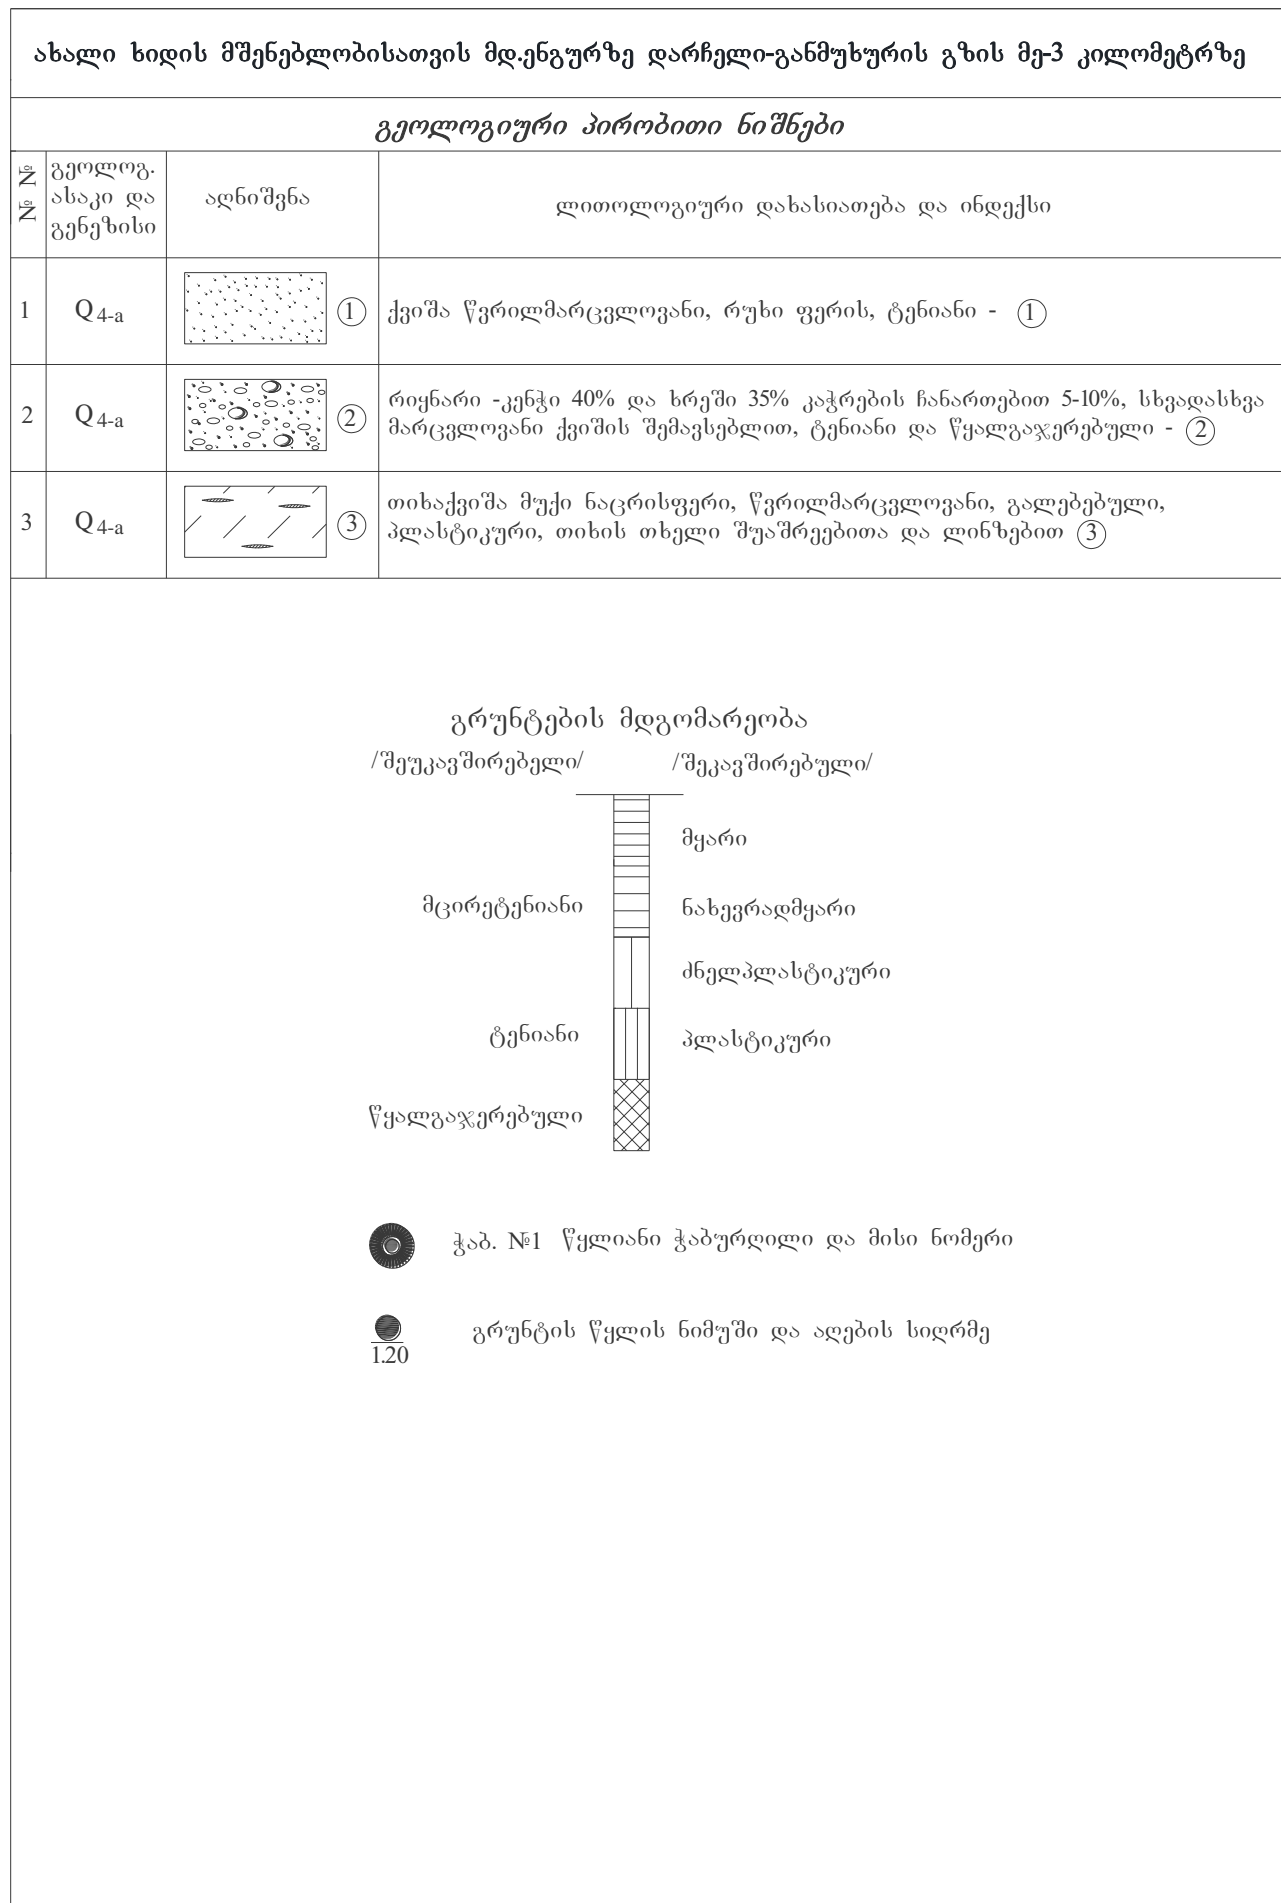 ახალი ხიდის მშენებლობისათვის მდ.ენგურზე დარჩელი-განმუხურის გზის მე-3 კილომეტრზე
გეოლოგიური პირობითი ნიშნები
№ №
გეოლოგ.
ასაკი და
გენეზისი
აღნიშვნა
ლითოლოგიური დახასიათება და ინდექსი
1 Q4-a 1 ქვიშა წვრილმარცვლოვანი, რუხი ფერის, ტენიანი - 1
2 Q4-a 2 რიყნარი -კენჭი 40% და ხრეში 35% კაჭრების ჩანართებით 5-10%, სხვადასხვა
მარცვლოვანი ქვიშის შემავსებლით, ტენიანი და წყალგაჯერებული - 2
3 Q4-a 3 თიხაქვიშა მუქი ნაცრისფერი, წვრილმარცვლოვანი, გალებებული,
პლასტიკური, თიხის თხელი შუაშრეებითა და ლინზებით 3
გრუნტების მდგომარეობა
/შეუკავშირებელი/ /შეკავშირებული/
მყარი
მცირეტენიანი ნახევრადმყარი
ძნელპლასტიკური
ტენიანი პლასტიკური
წყალგაჯერებული
ჭაბ. №1 წყლიანი ჭაბურღილი და მისი ნომერი
გრუნტის წყლის ნიმუში და აღების სიღრმე
1.20